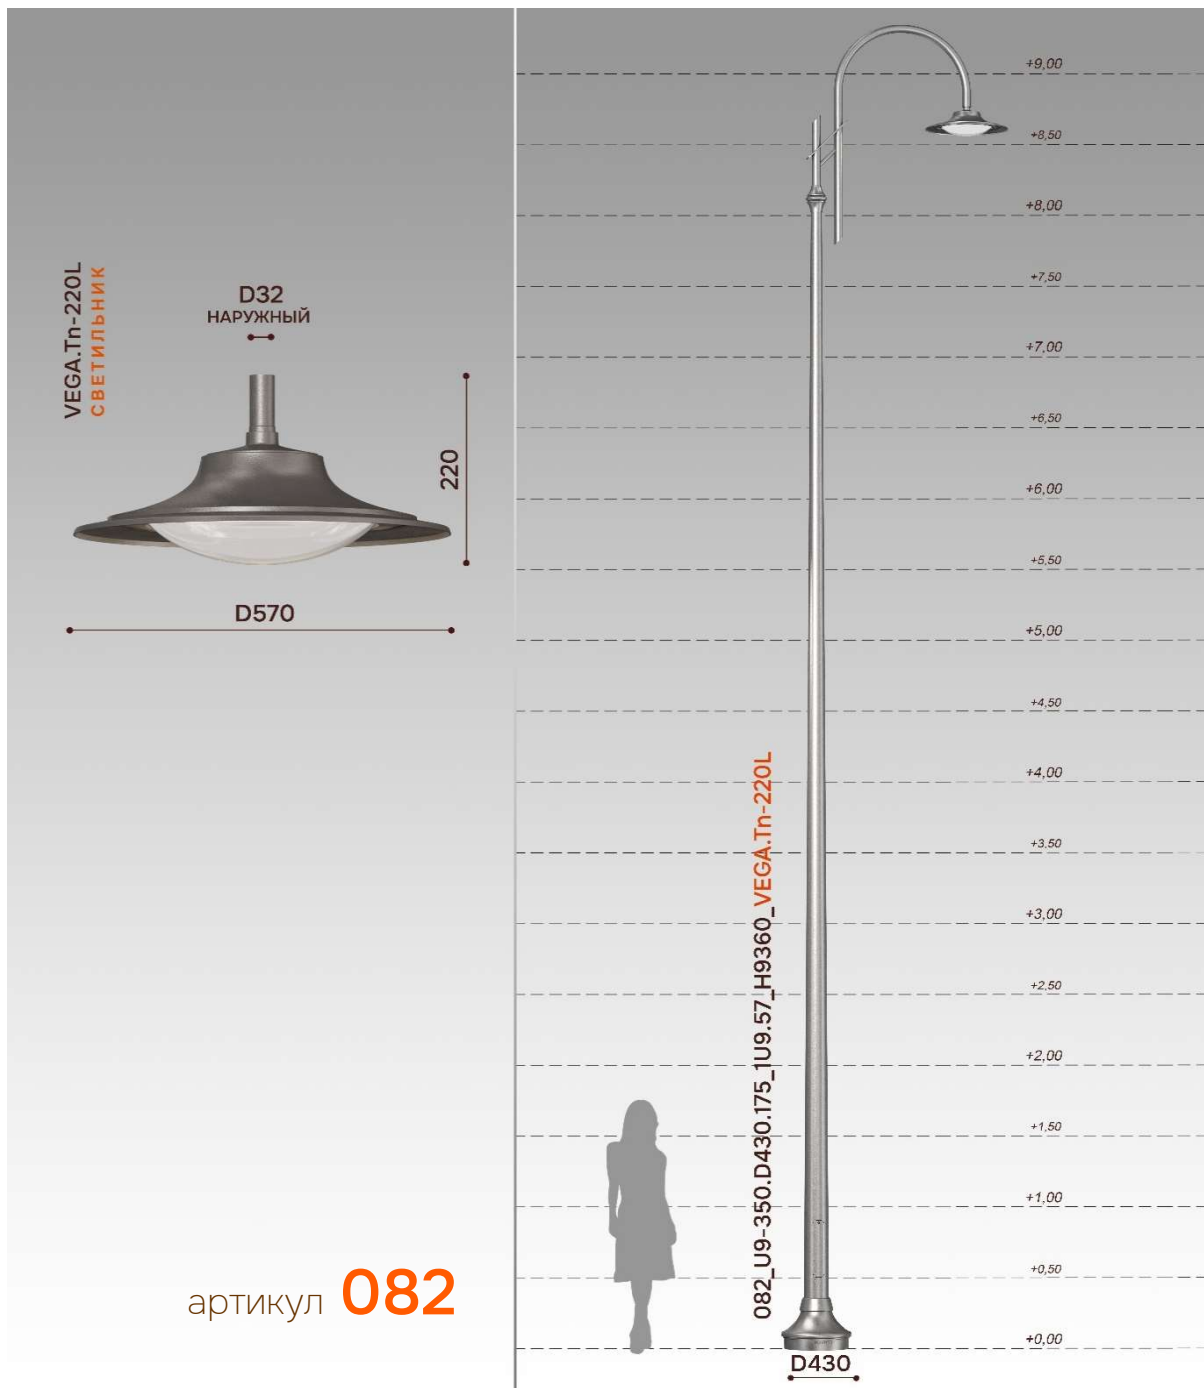 VEGA.Tn-220L
СВЕТИЛЬНИК
D32
НАРУЖНЫЙ
220
D570
артикул 082
+9,00
+8,50
+8,00
+7,50
+7,00
+6,50
+6,00
+5,50
+5,00
+4,50
+4,00
+3,50
+3,00
+2,50
+2,00
+1,50
+1,00
+0,50
+0,00
082_U9-350.D430.175_1U9.57_H9360_VEGA.Tn-220L
D430